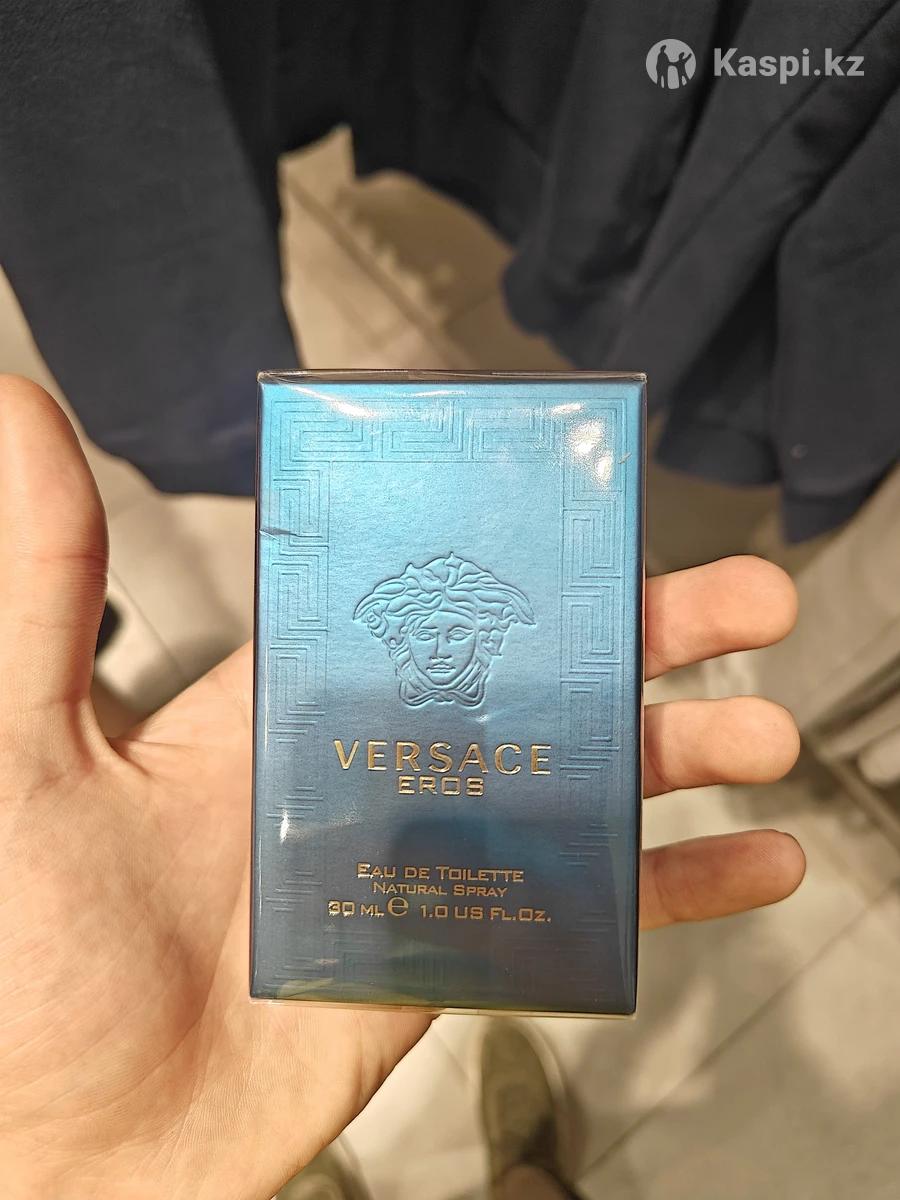 Kaspi.kz
VERSACE
EROS
EAU DE TOILETTE
NATURAL SPRAY
30 ML ℮ 1.0 US FL.OZ.